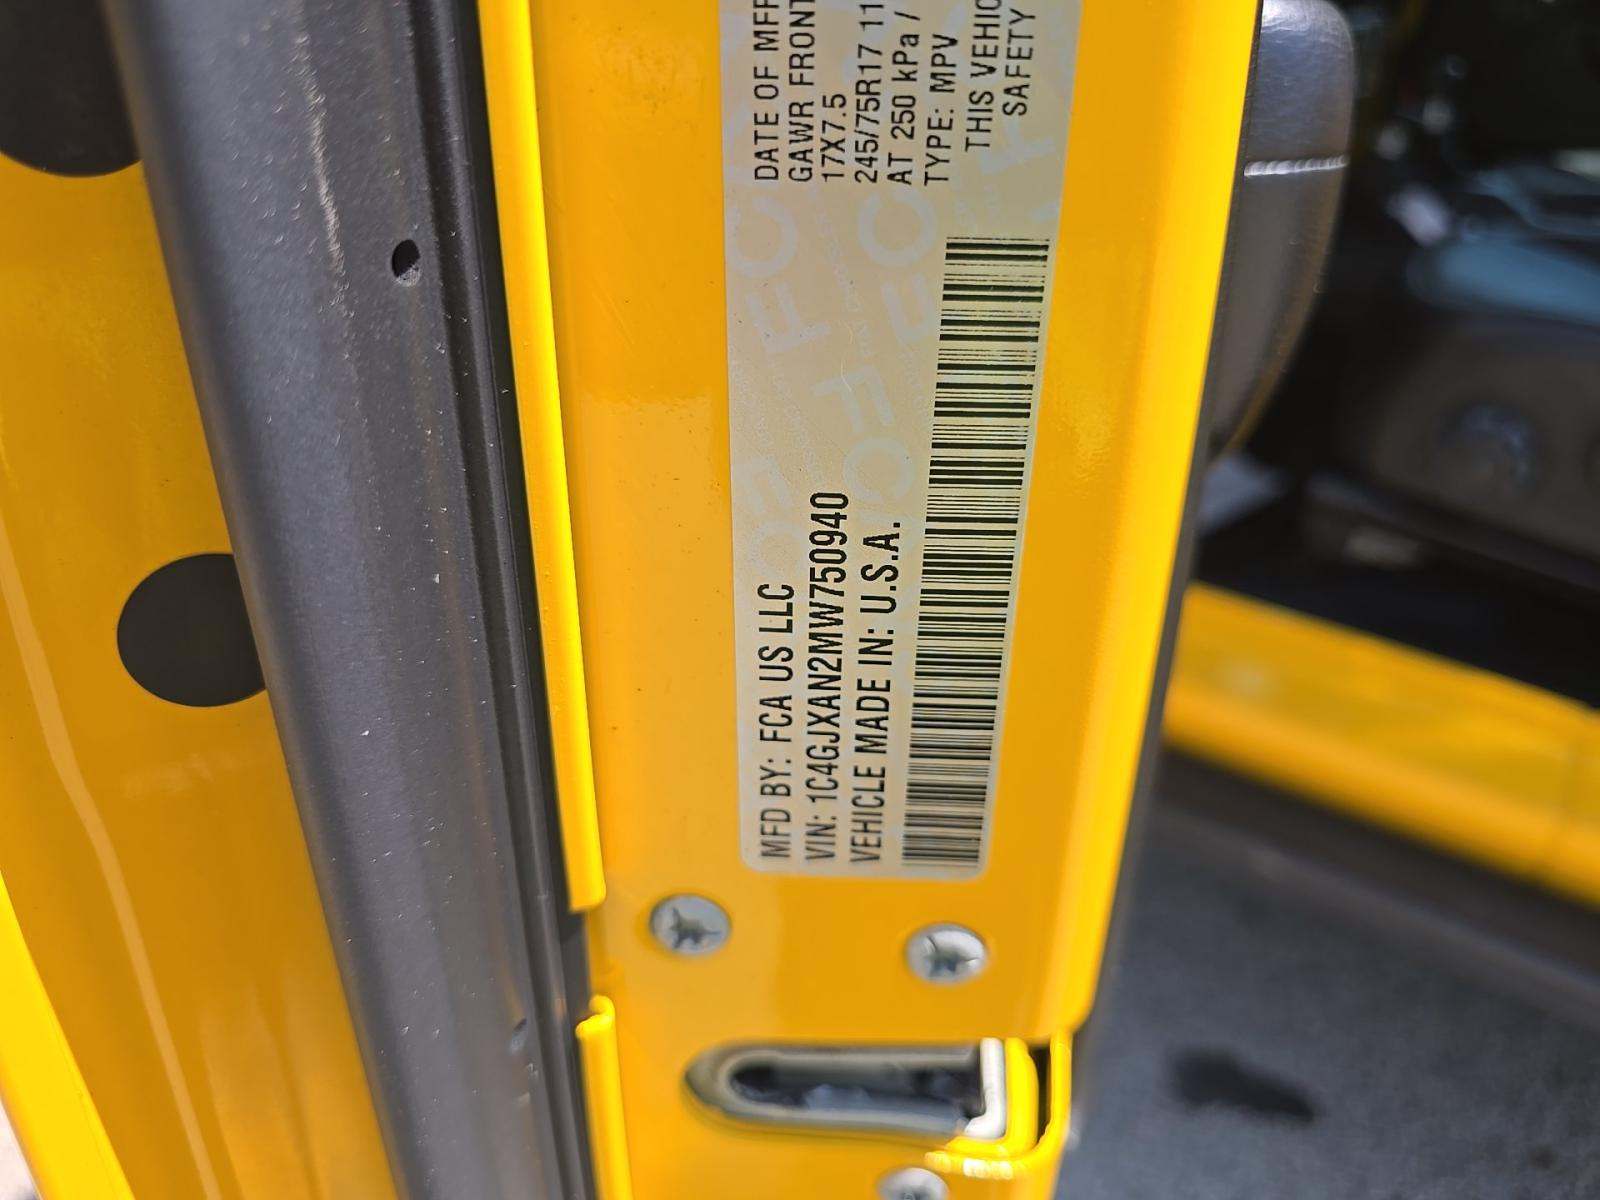 MFD BY: FCA US LLC
VIN: 1C4GJXAN2MW750940
VEHICLE MADE IN: U.S.A.
DATE OF MFR
GAWR FRONT
17X7.5
245/75R17 11
AT 250 kPa /
TYPE: MPV
THIS VEHIC
SAFETY